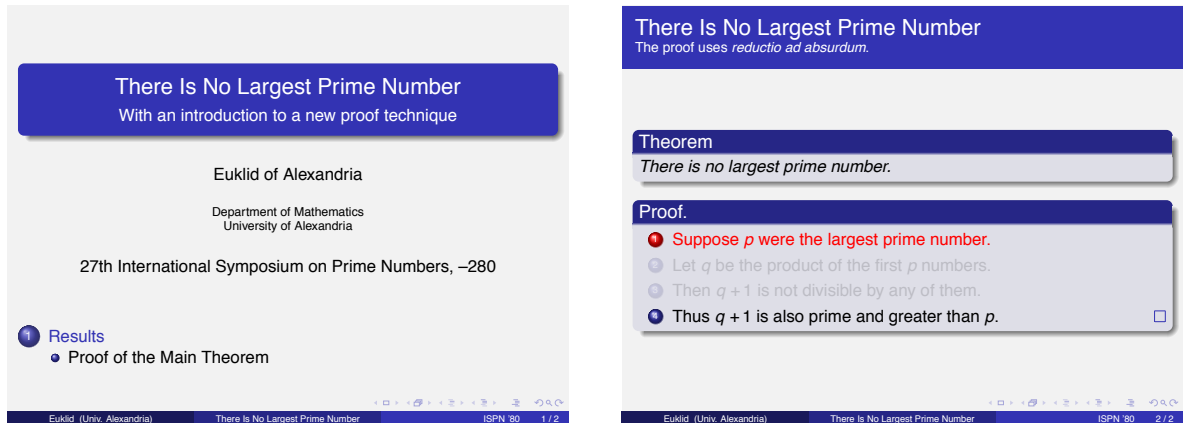 There Is No Largest Prime Number
With an introduction to a new proof technique
Euklid of Alexandria
Department of Mathematics
University of Alexandria
27th International Symposium on Prime Numbers, –280
1 Results
Proof of the Main Theorem
Euklid (Univ. Alexandria) There Is No Largest Prime Number ISPN '80 1 / 2
There Is No Largest Prime Number
The proof uses reductio ad absurdum.
Theorem
There is no largest prime number.
Proof.
1 Suppose p were the largest prime number.
2 Let q be the product of the first p numbers.
3 Then q + 1 is not divisible by any of them.
4 Thus q + 1 is also prime and greater than p.
Euklid (Univ. Alexandria) There Is No Largest Prime Number ISPN '80 2 / 2